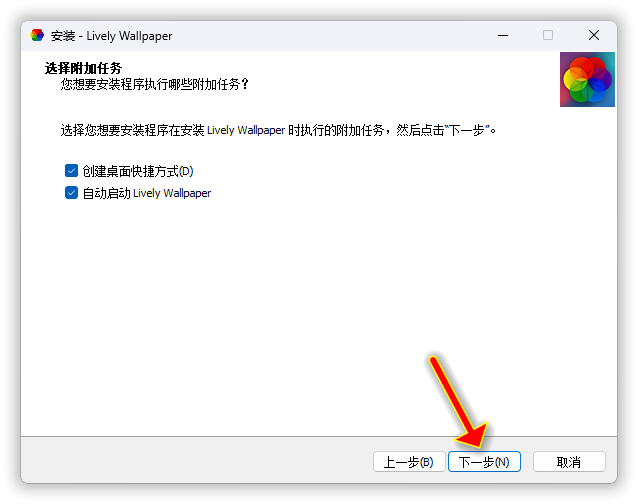 安装 - Lively Wallpaper
选择附加任务
您想要安装程序执行哪些附加任务？
选择您想要安装程序在安装 Lively Wallpaper 时执行的附加任务，然后点击“下一步”。
创建桌面快捷方式(D)
自动启动 Lively Wallpaper
上一步(B) 下一步(N) 取消